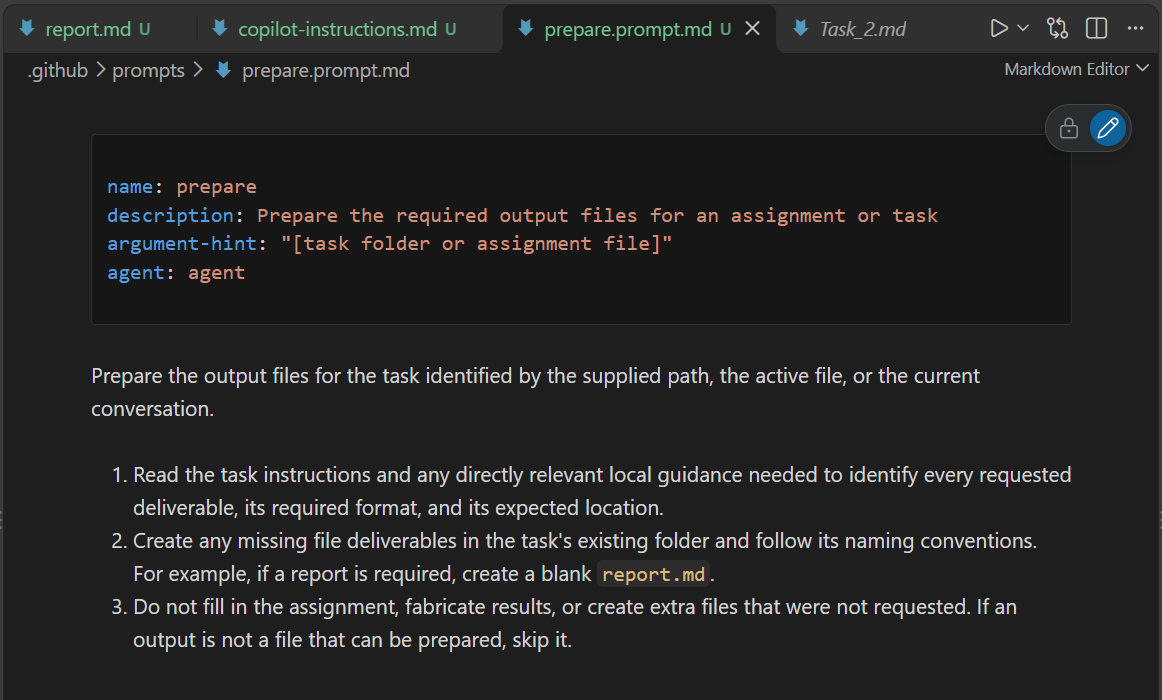 report.md U copilot-instructions.md U prepare.prompt.md U Task_2.md
.github prompts prepare.prompt.md Markdown Editor
name: prepare
description: Prepare the required output files for an assignment or task
argument-hint: "[task folder or assignment file]"
agent: agent
Prepare the output files for the task identified by the supplied path, the active file, or the current
conversation.
1. Read the task instructions and any directly relevant local guidance needed to identify every requested
deliverable, its required format, and its expected location.
2. Create any missing file deliverables in the task's existing folder and follow its naming conventions.
For example, if a report is required, create a blank report.md.
3. Do not fill in the assignment, fabricate results, or create extra files that were not requested. If an
output is not a file that can be prepared, skip it.